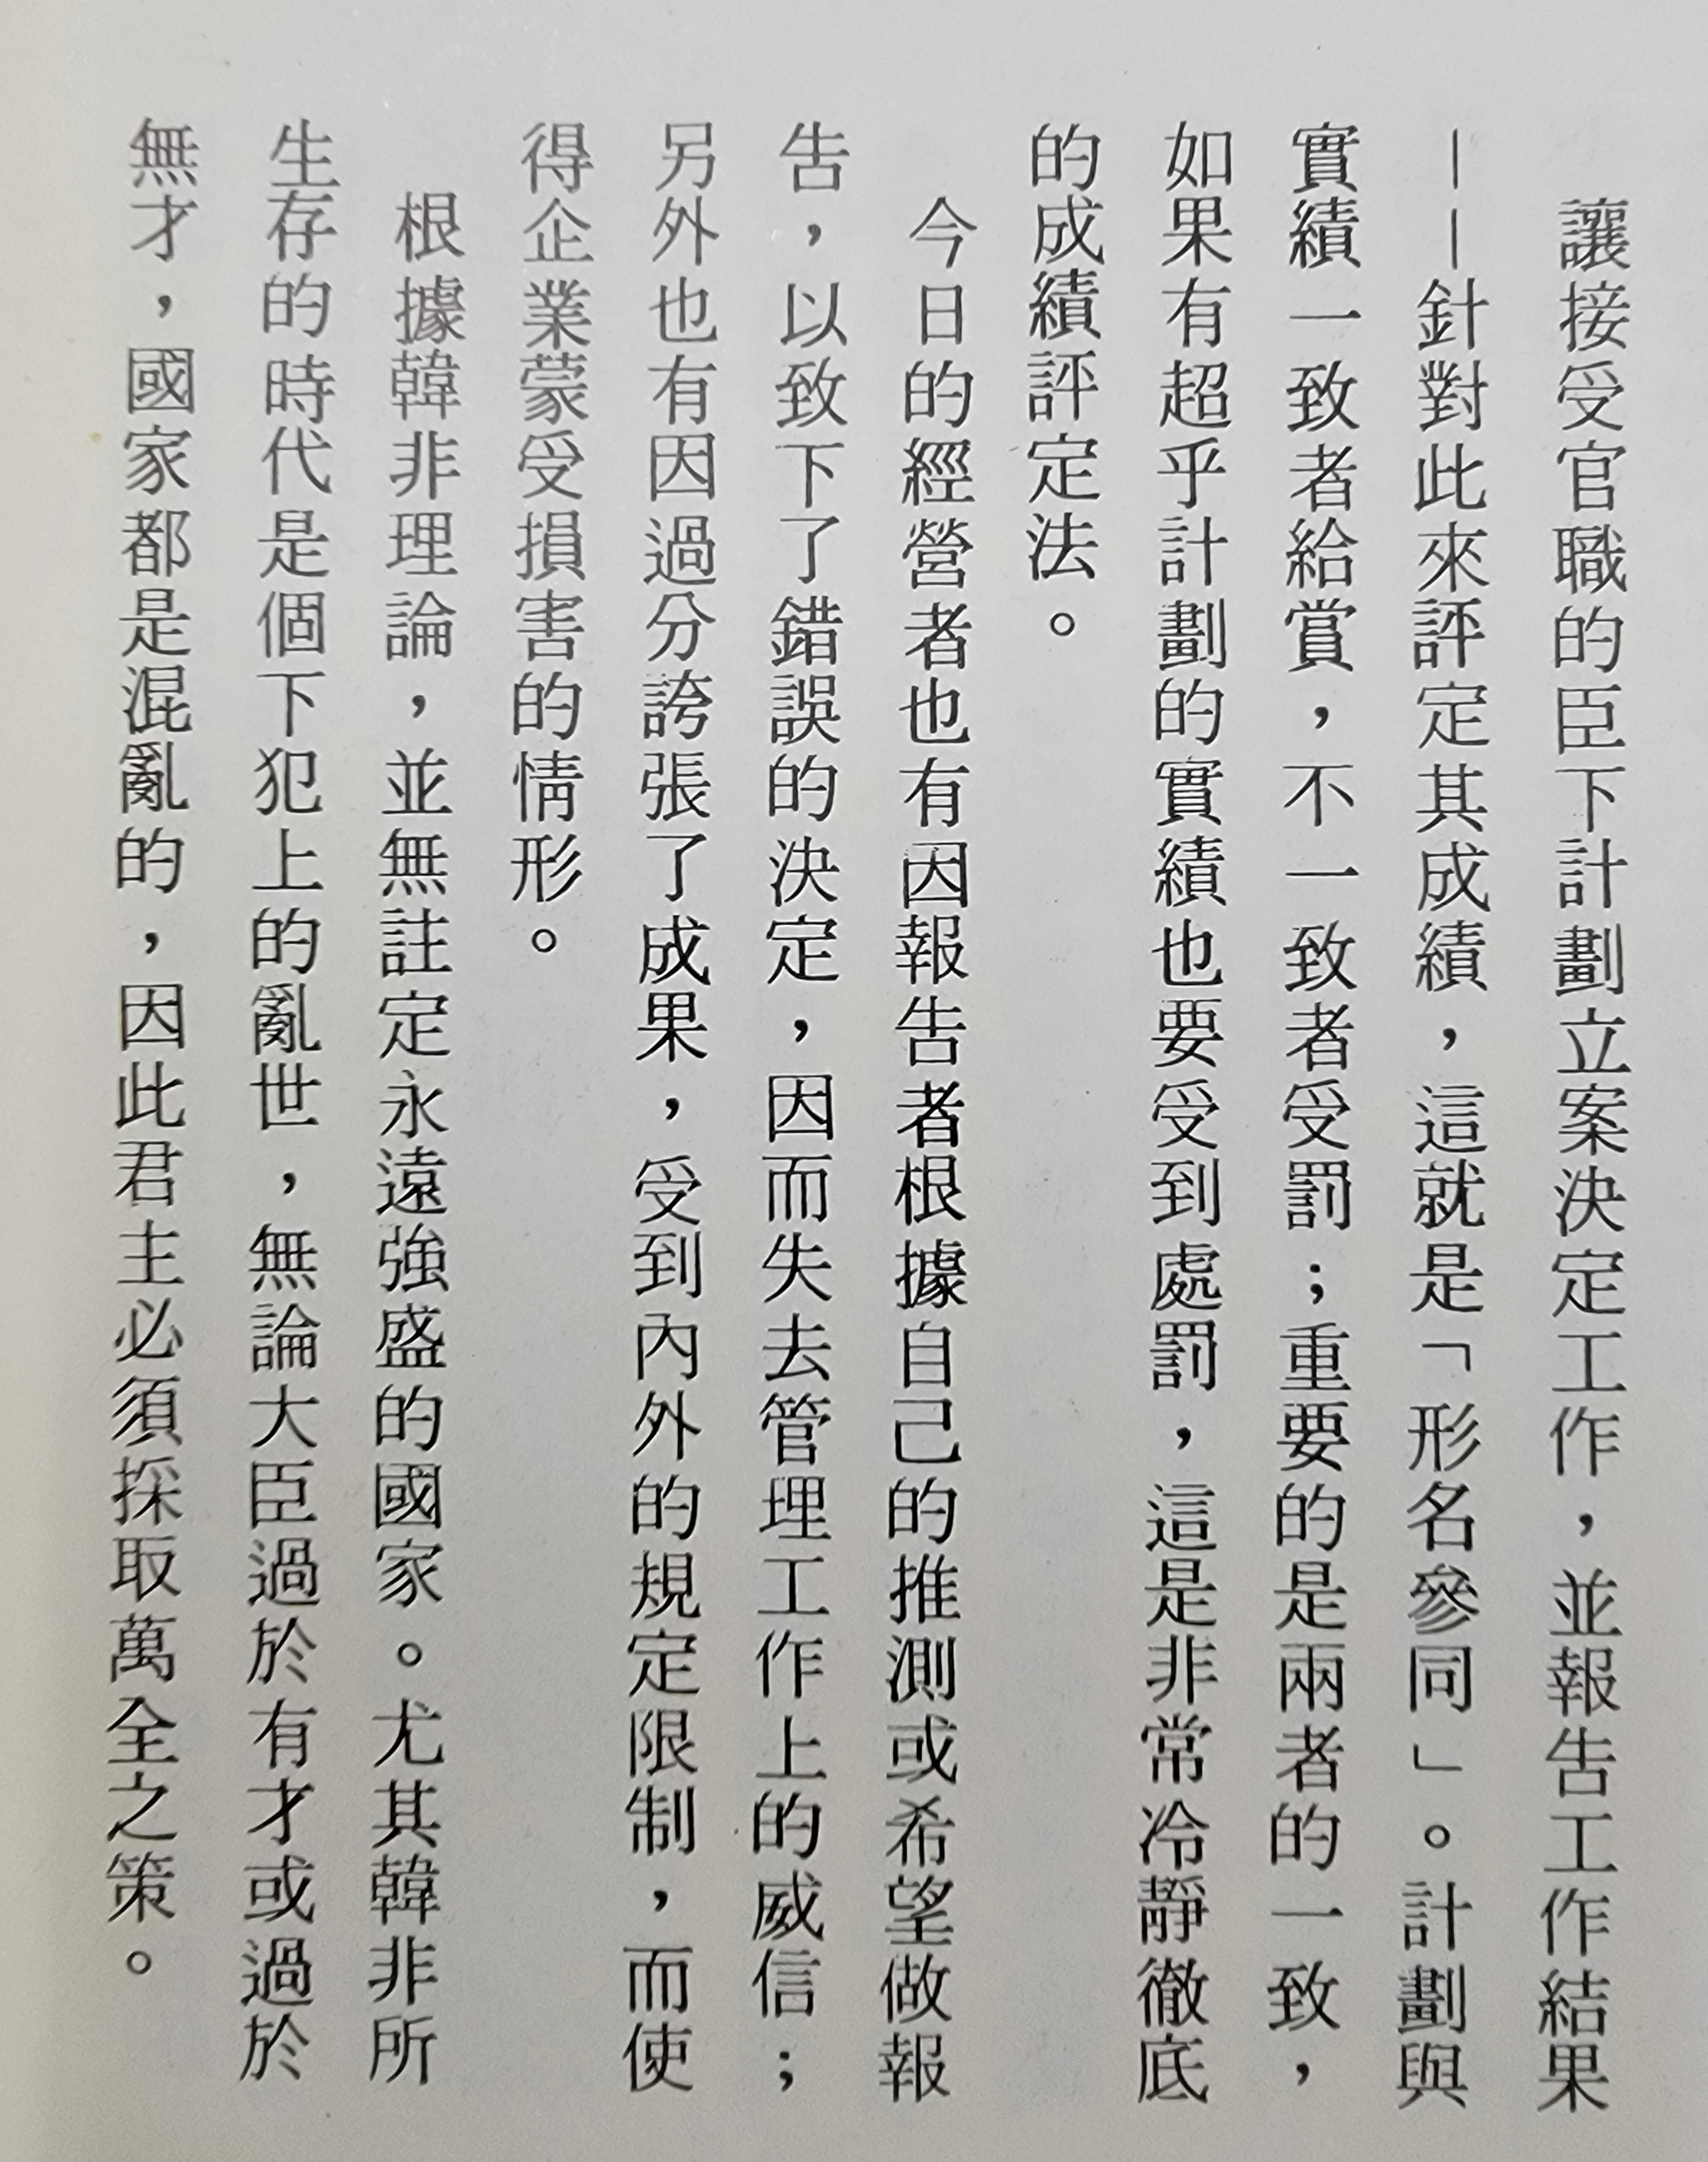 讓接受官職的臣下計劃立案決定工作，並報告工作結果
——針對此來評定其成績，這就是「形名參同」。計劃與
實績一致者給賞，不一致者受罰；重要的是兩者的一致，
如果有超乎計劃的實績也要受到處罰，這是非常冷靜徹底
的成績評定法。
今日的經營者也有因報告者根據自己的推測或希望做報
告，以致下了錯誤的決定，因而失去管理工作上的威信；
另外也有因過分誇張了成果，受到內外的規定限制，而使
得企業蒙受損害的情形。
根據韓非理論，並無註定永遠強盛的國家。尤其韓非所
生存的時代是個下犯上的亂世，無論大臣過於有才或過於
無才，國家都是混亂的，因此君主必須採取萬全之策。